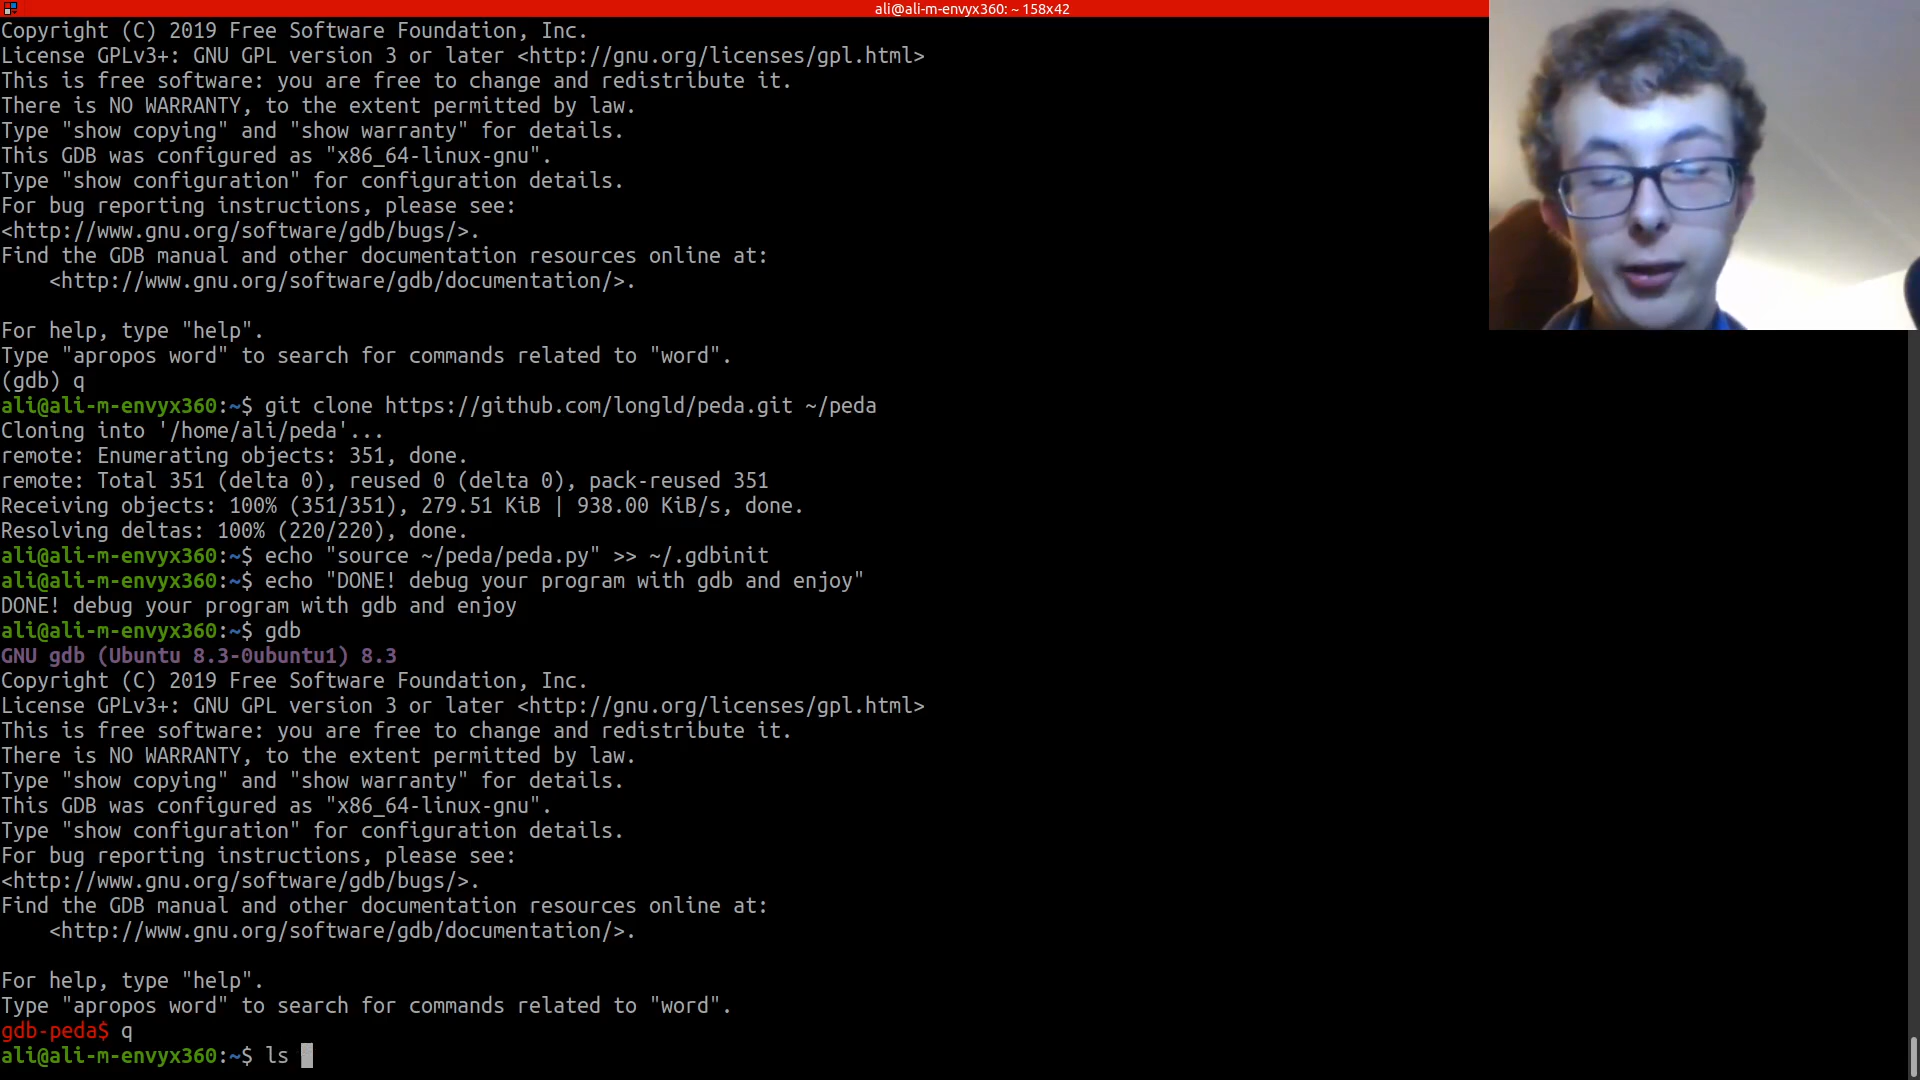 ali@ali-m-envyx360: ~ 158x42
Copyright (C) 2019 Free Software Foundation, Inc.
License GPLv3+: GNU GPL version 3 or later <http://gnu.org/licenses/gpl.html>
This is free software: you are free to change and redistribute it.
There is NO WARRANTY, to the extent permitted by law.
Type "show copying" and "show warranty" for details.
This GDB was configured as "x86_64-linux-gnu".
Type "show configuration" for configuration details.
For bug reporting instructions, please see:
<http://www.gnu.org/software/gdb/bugs/>.
Find the GDB manual and other documentation resources online at:
    <http://www.gnu.org/software/gdb/documentation/>.
For help, type "help".
Type "apropos word" to search for commands related to "word".
(gdb) q
ali@ali-m-envyx360:~$ git clone https://github.com/longld/peda.git ~/peda
Cloning into '/home/ali/peda'...
remote: Enumerating objects: 351, done.
remote: Total 351 (delta 0), reused 0 (delta 0), pack-reused 351
Receiving objects: 100% (351/351), 279.51 KiB | 938.00 KiB/s, done.
Resolving deltas: 100% (220/220), done.
ali@ali-m-envyx360:~$ echo "source ~/peda/peda.py" >> ~/.gdbinit
ali@ali-m-envyx360:~$ echo "DONE! debug your program with gdb and enjoy"
DONE! debug your program with gdb and enjoy
ali@ali-m-envyx360:~$ gdb
GNU gdb (Ubuntu 8.3-0ubuntu1) 8.3
Copyright (C) 2019 Free Software Foundation, Inc.
License GPLv3+: GNU GPL version 3 or later <http://gnu.org/licenses/gpl.html>
This is free software: you are free to change and redistribute it.
There is NO WARRANTY, to the extent permitted by law.
Type "show copying" and "show warranty" for details.
This GDB was configured as "x86_64-linux-gnu".
Type "show configuration" for configuration details.
For bug reporting instructions, please see:
<http://www.gnu.org/software/gdb/bugs/>.
Find the GDB manual and other documentation resources online at:
    <http://www.gnu.org/software/gdb/documentation/>.
For help, type "help".
Type "apropos word" to search for commands related to "word".
gdb-peda$ q
ali@ali-m-envyx360:~$ ls